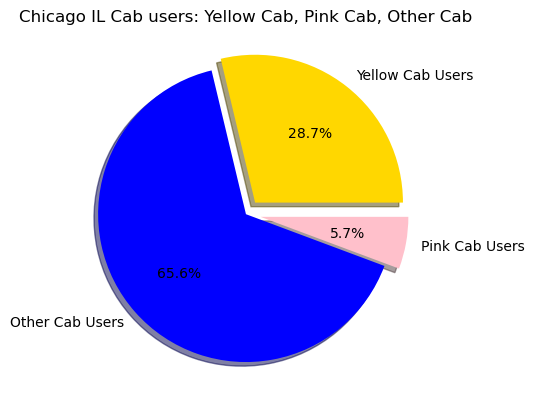 Chicago IL Cab users: Yellow Cab, Pink Cab, Other Cab
Yellow Cab Users
28.7%
5.7%
Pink Cab Users
65.6%
Other Cab Users